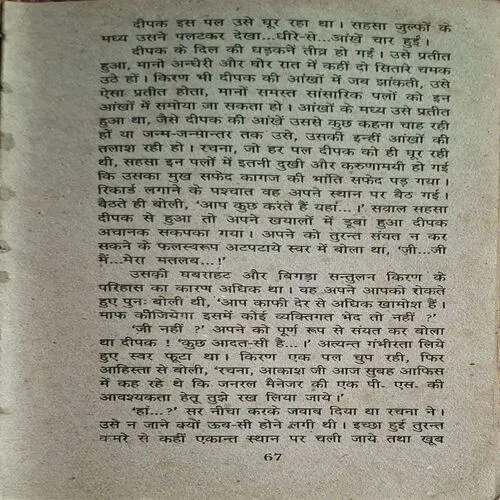 दीपक इस पल उसे घूर रहा था। सहसा जुल्फों के
मध्य उसने पलटकर देखा...धीरे-से...आंखें चार हुईं।
दीपक के दिल की धड़कनें तीव्र हो गईं। उसे प्रतीत
हुआ, मानो अन्धेरी और घोर रात में कहीं दो सितारे चमक
उठे हों। किरण भी दीपक की आंखों में जब झांकती, उसे
ऐसा प्रतीत होता, मानों समस्त सांसारिक पलों को इन
आंखों में समोया जा सकता हो। आंखों के मध्य उसे प्रतीत
हुआ था, जैसे दीपक की आंखें उससे कुछ कहना चाह रही
हों या जन्म-जन्मान्तर तक उसे, उसकी इन्हीं आंखों की
तलाश रही हो। रचना, जो हर पल दीपक को ही घूर रही
थी, सहसा इन पलों में इतनी दुखी और करुणामयी हो गई
कि उसका मुख सफेद कागज की भांति सफेद पड़ गया।
रिकार्ड लगाने के पश्चात वह अपने स्थान पर बैठ गई।
बैठते ही बोली, 'आप कुछ करते हैं यहां...।' सवाल सहसा
दीपक से हुआ तो अपने खयालों में डूबा हुआ दीपक
अचानक सकपका गया। अपने को तुरन्त संयत न कर
सकने के फलस्वरूप अटपटाये स्वर में बोला था, 'ज़ी...जी
मैं...मेरा मतलब...!'
उसकी घबराहट और बिगड़ा सन्तुलन किरण के
परिहास का कारण अधिक था। वह अपने आपको रोकते
हुए पुनः बोली थी, 'आप काफी देर से अधिक खामोश हैं।
माफ कीजियेगा इसमें कोई व्यक्तिगत भेद तो नहीं ?'
'जी नहीं ?' अपने को पूर्ण रूप से संयत कर बोला
था दीपक ! 'कुछ आदत-सी है...।' अत्यन्त गंभीरता लिये
हुए स्वर फूटा था। किरण एक पल चुप रही, फिर
आहिस्ता से बोली, 'रचना, आकाश जी आज सुबह आफिस
में कह रहे थे कि जनरल मैनेजर की एक पी॰ एस॰ की
आवश्यकता हेतू तुझे रख लिया जाये।'
'हां...?' सर नीचा करके जवाब दिया था रचना ने।
उसे न जाने क्यों ऊब-सी होने लगी थी। इच्छा हुई तुरन्त
कमरे से कहीं एकान्त स्थान पर चली जाये तथा खूब
67